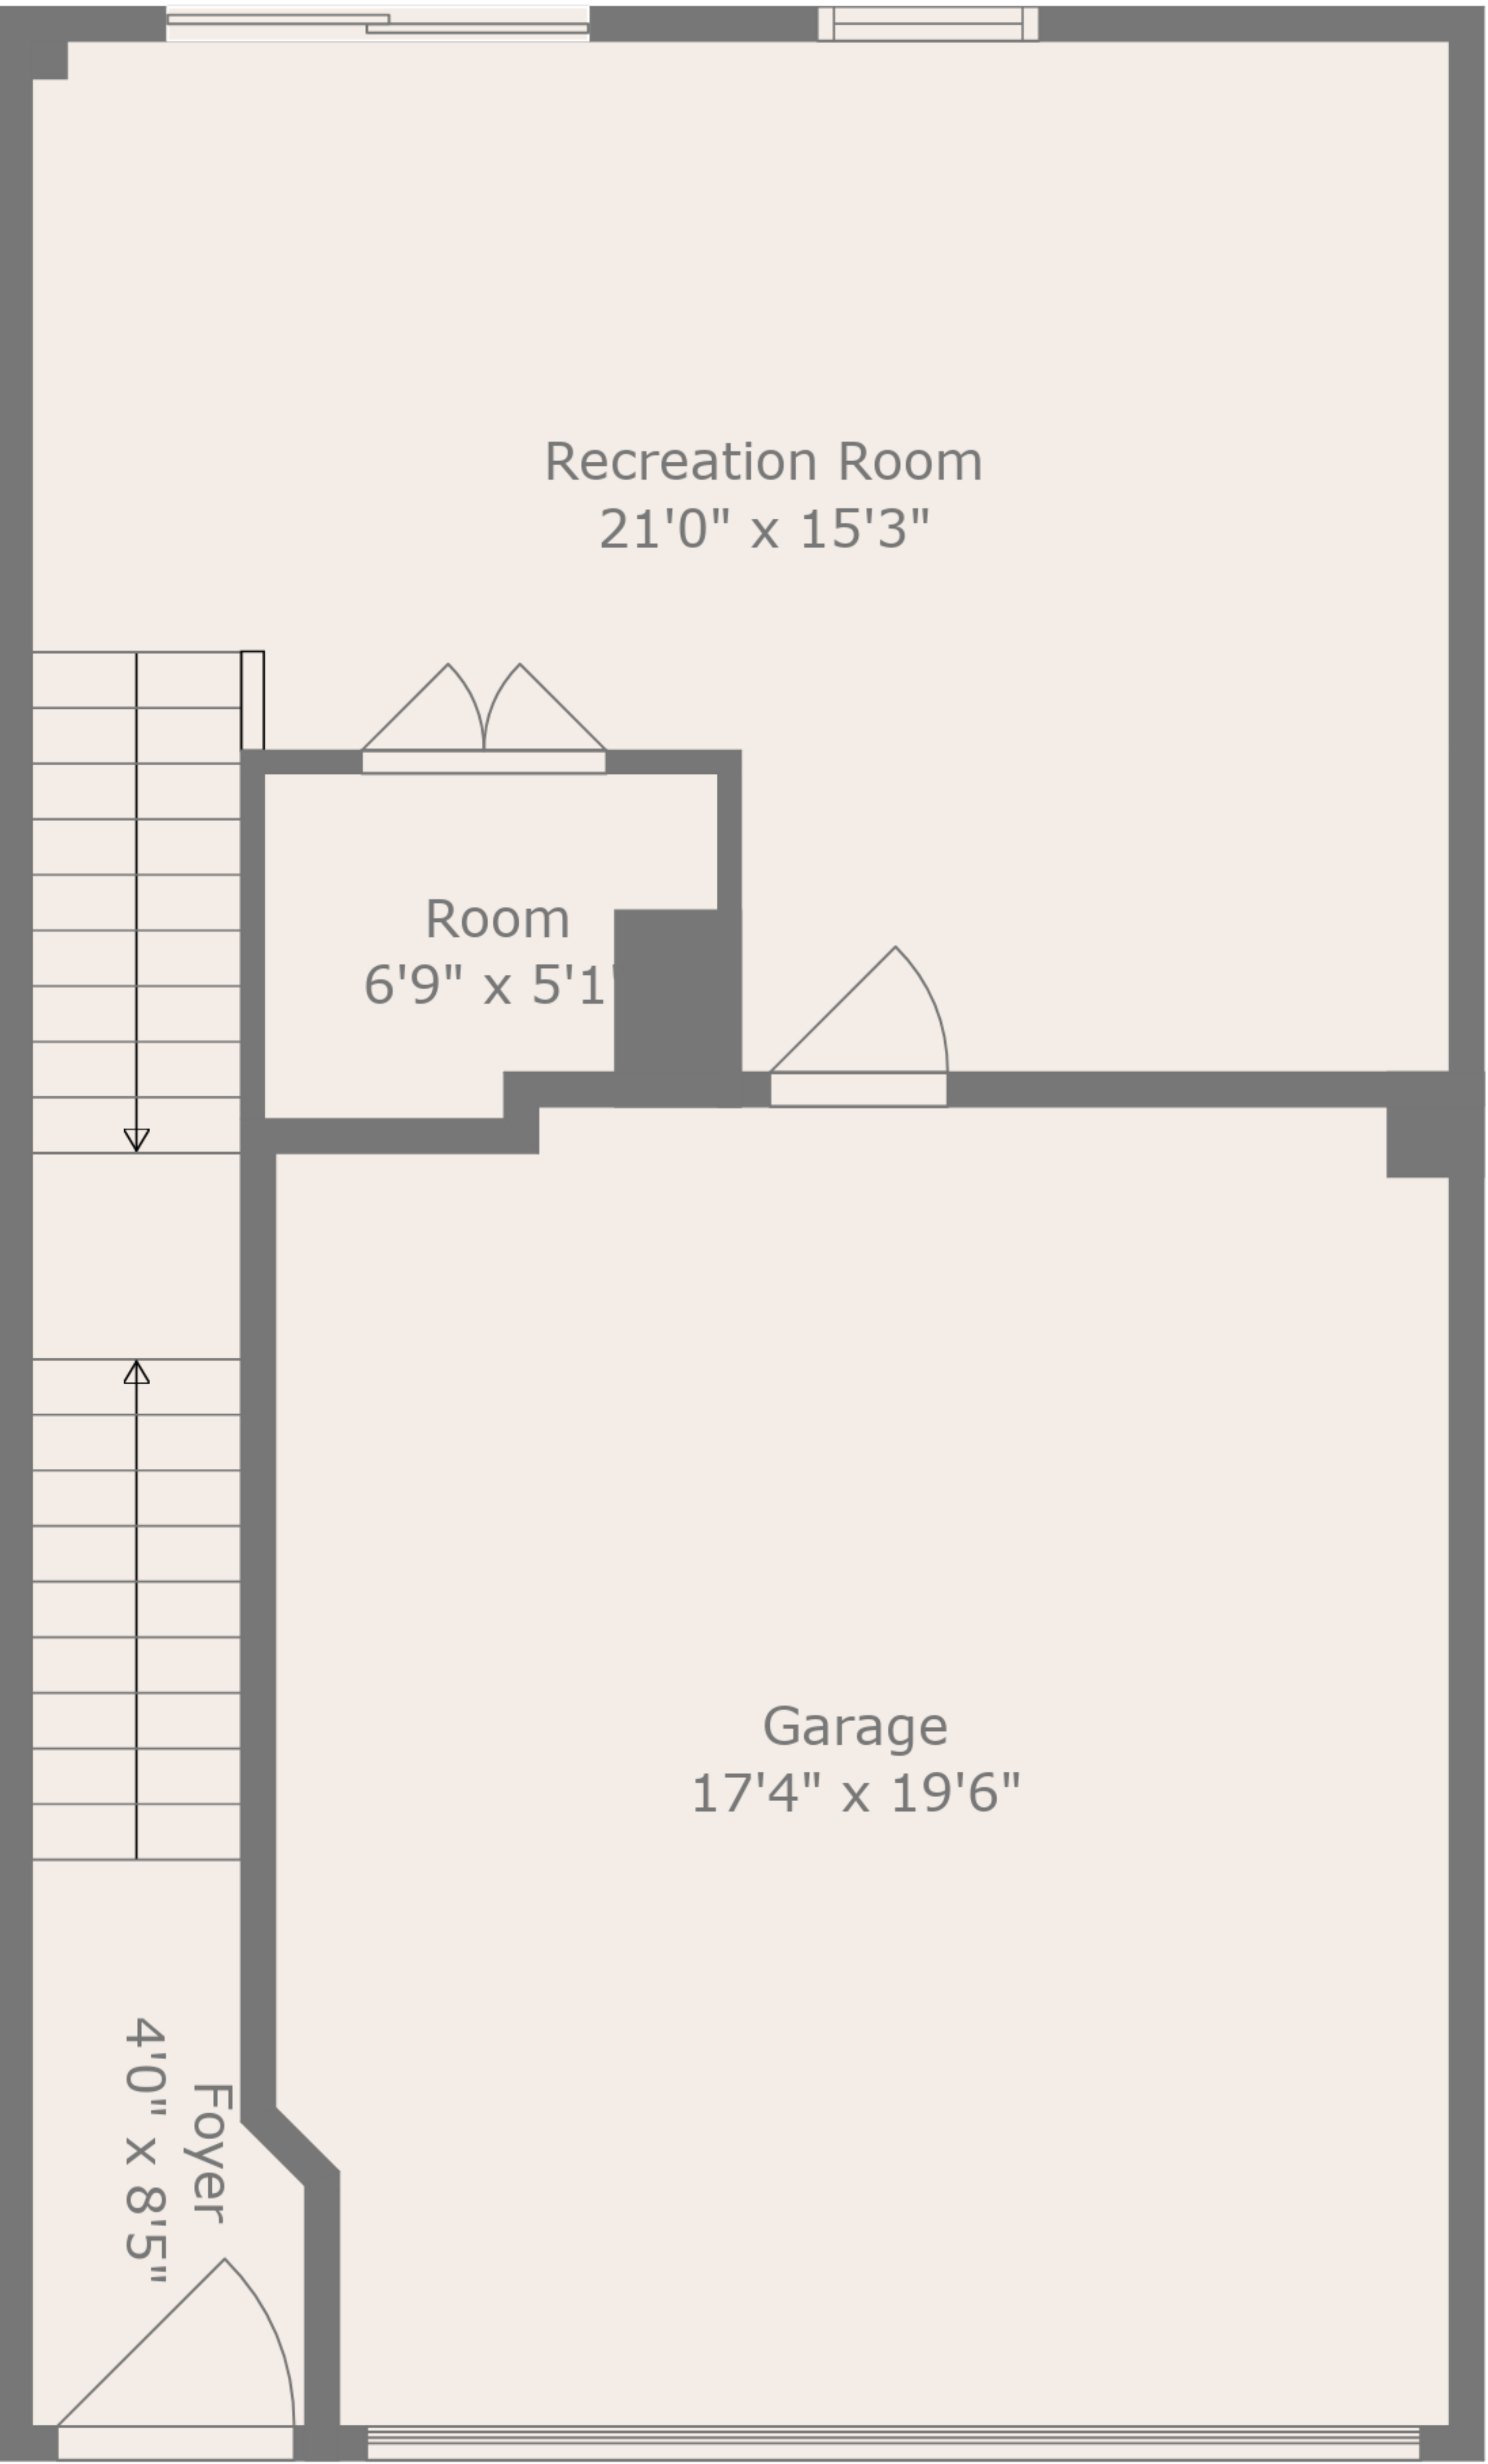 Recreation Room
21'0" x 15'3"
Room
6'9" x 5'1
Garage
17'4" x 19'6"
Foyer
4'0" x 8'5"